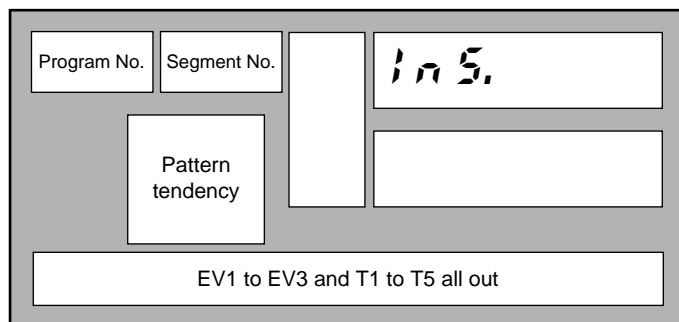 Program No.
Segment No.
InS.
Pattern
tendency
EV1 to EV3 and T1 to T5 all out